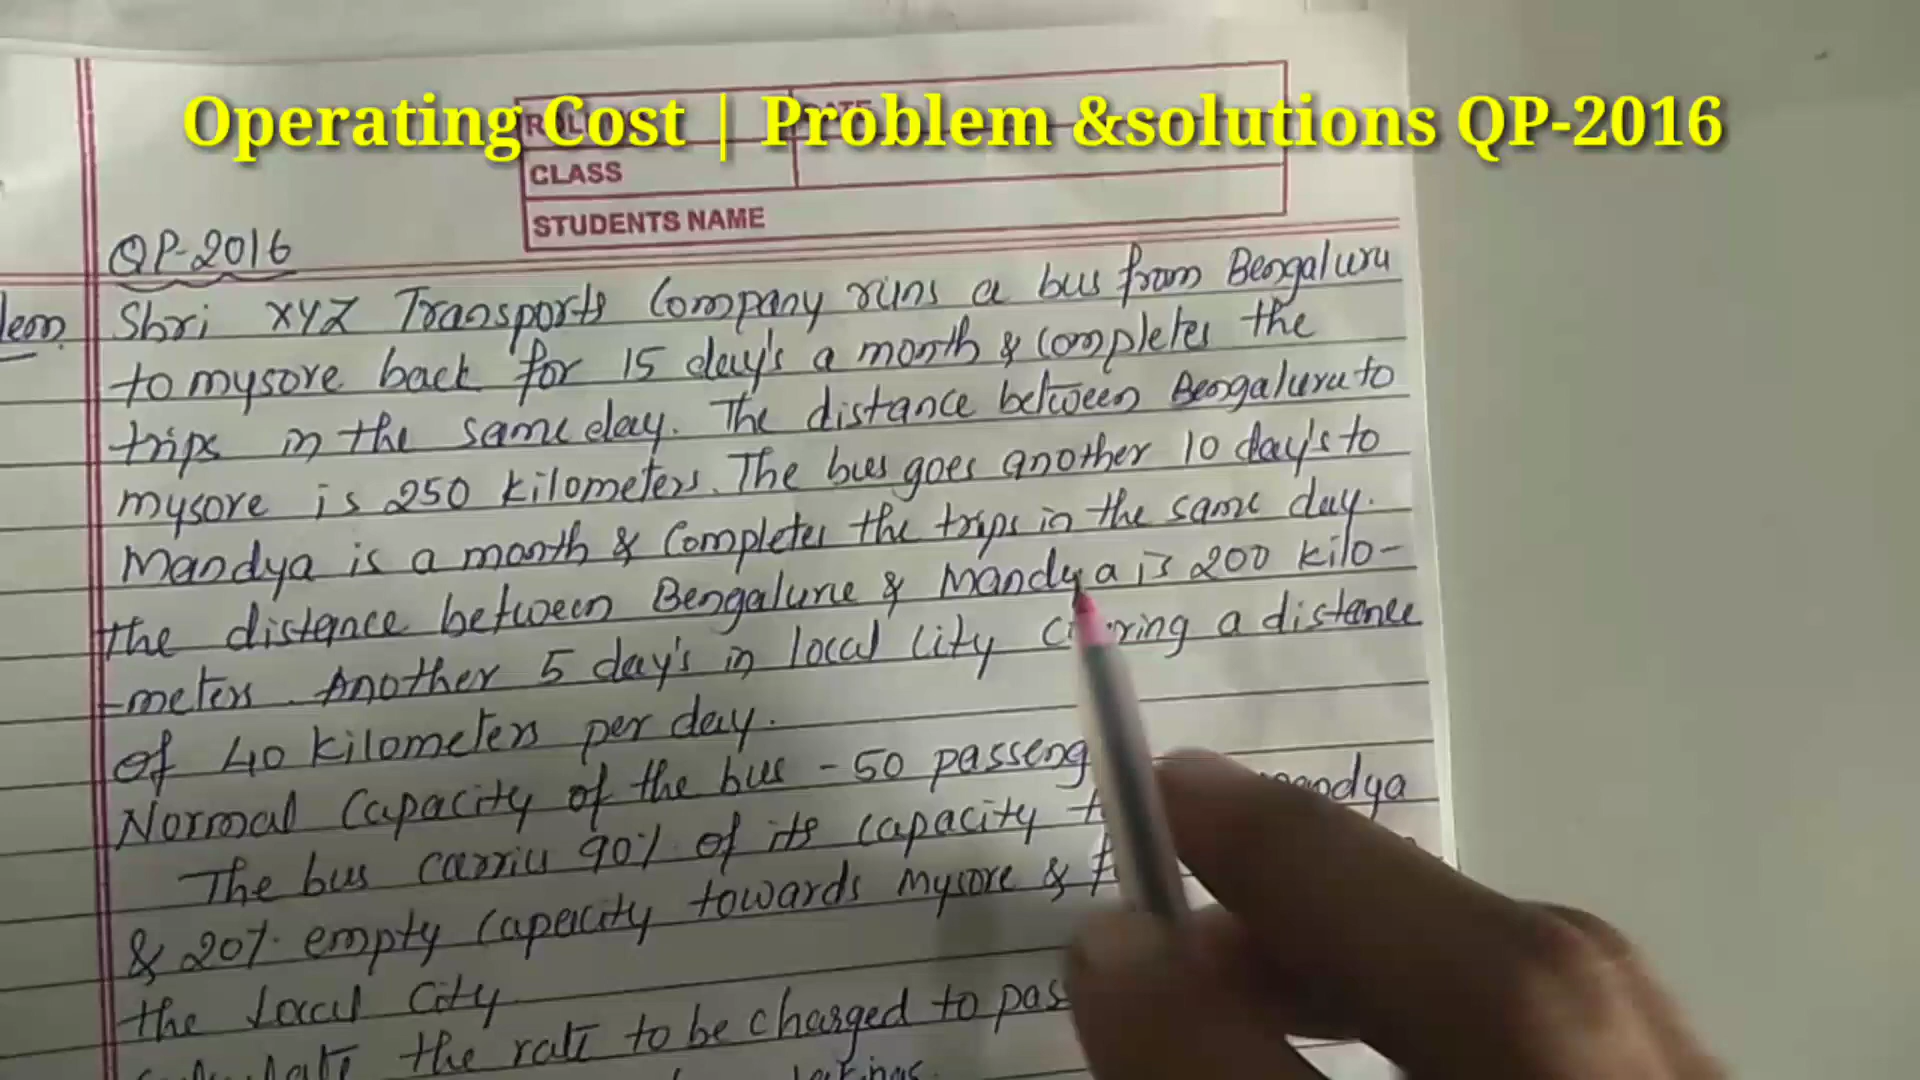 Operating Cost | Problem &solutions QP-2016
CLASS
STUDENTS NAME
QP-2016
Shri XYZ Transports Company runs a bus from Bengaluru
to mysore back for 15 day's a month & completes the
trips in the same day. The distance between Bengaluru to
mysore is 250 kilometers. The bus goes another 10 day's to
Mandya is a month & Completes the trips in the same day.
the distance between Bengalune & Mandya is 200 kilo-
-meters. Another 5 day's in local city a distance
of 40 kilometers per day.
Normal Capacity of the bus - 50
The bus carries 90% of its capacity
& 20% empty capacity towards Mysore &
the Local City
the rate to be charged to